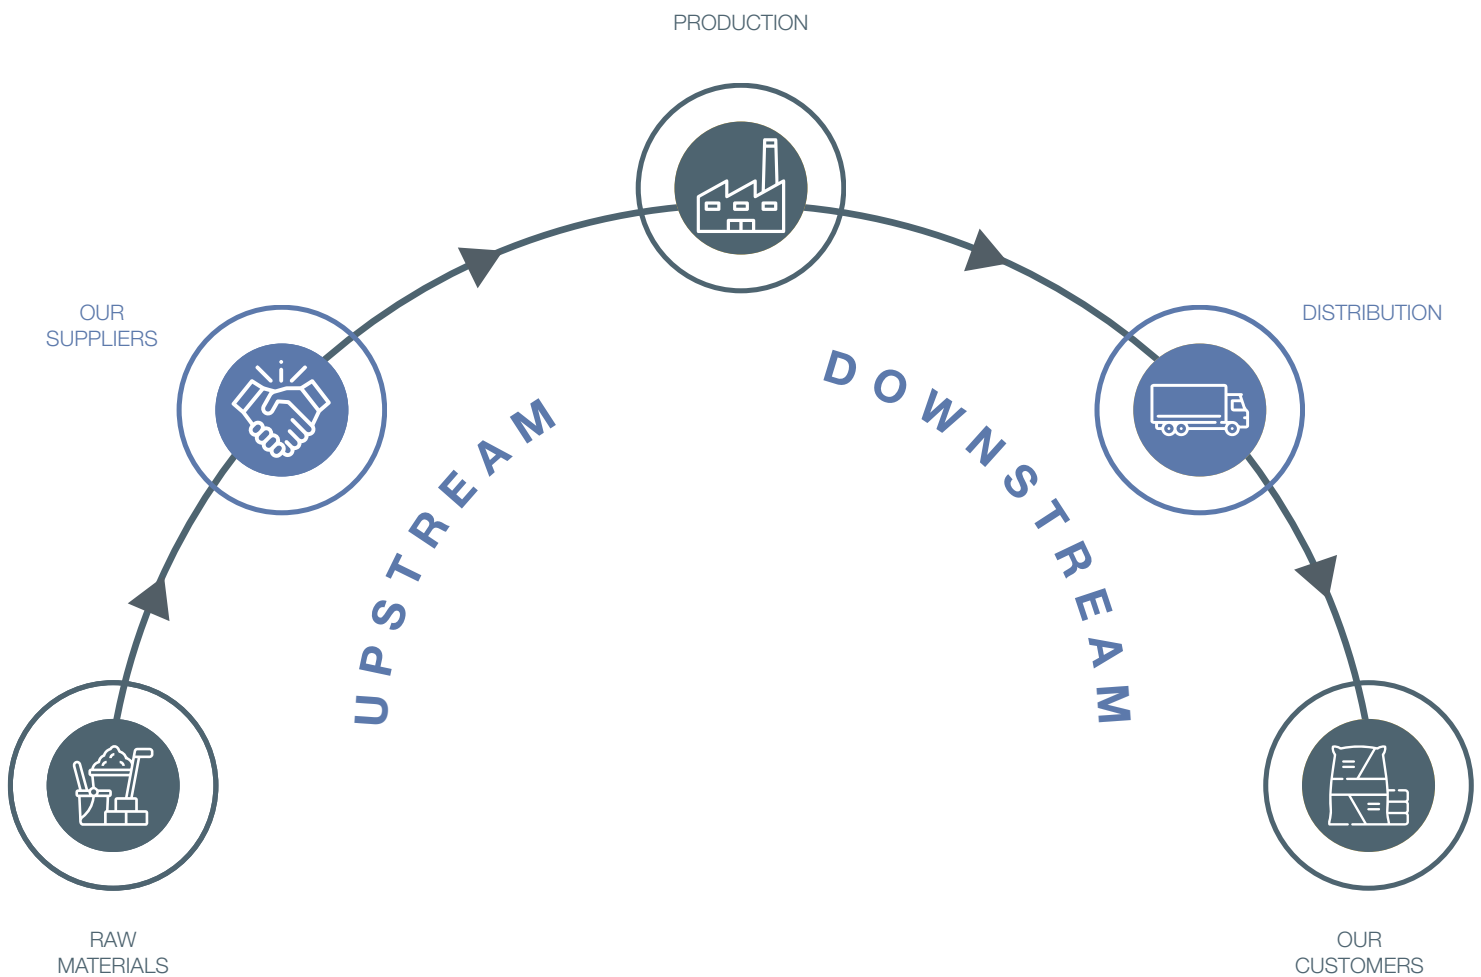 PRODUCTION
OUR
SUPPLIERS
DISTRIBUTION
UPSTREAM
DOWNSTREAM
RAW
MATERIALS
OUR
CUSTOMERS